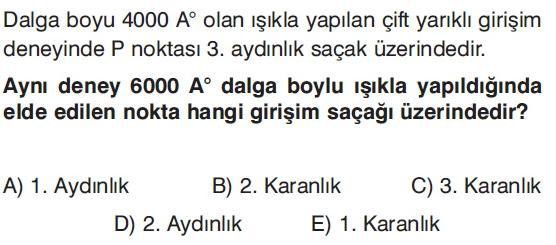 Dalga boyu 4000 A° olan ışıkla yapılan çift yarıklı girişim
deneyinde P noktası 3. aydınlık saçak üzerindedir.
Aynı deney 6000 A° dalga boylu ışıkla yapıldığında
elde edilen nokta hangi girişim saçağı üzerindedir?
A) 1. Aydınlık B) 2. Karanlık C) 3. Karanlık
D) 2. Aydınlık E) 1. Karanlık